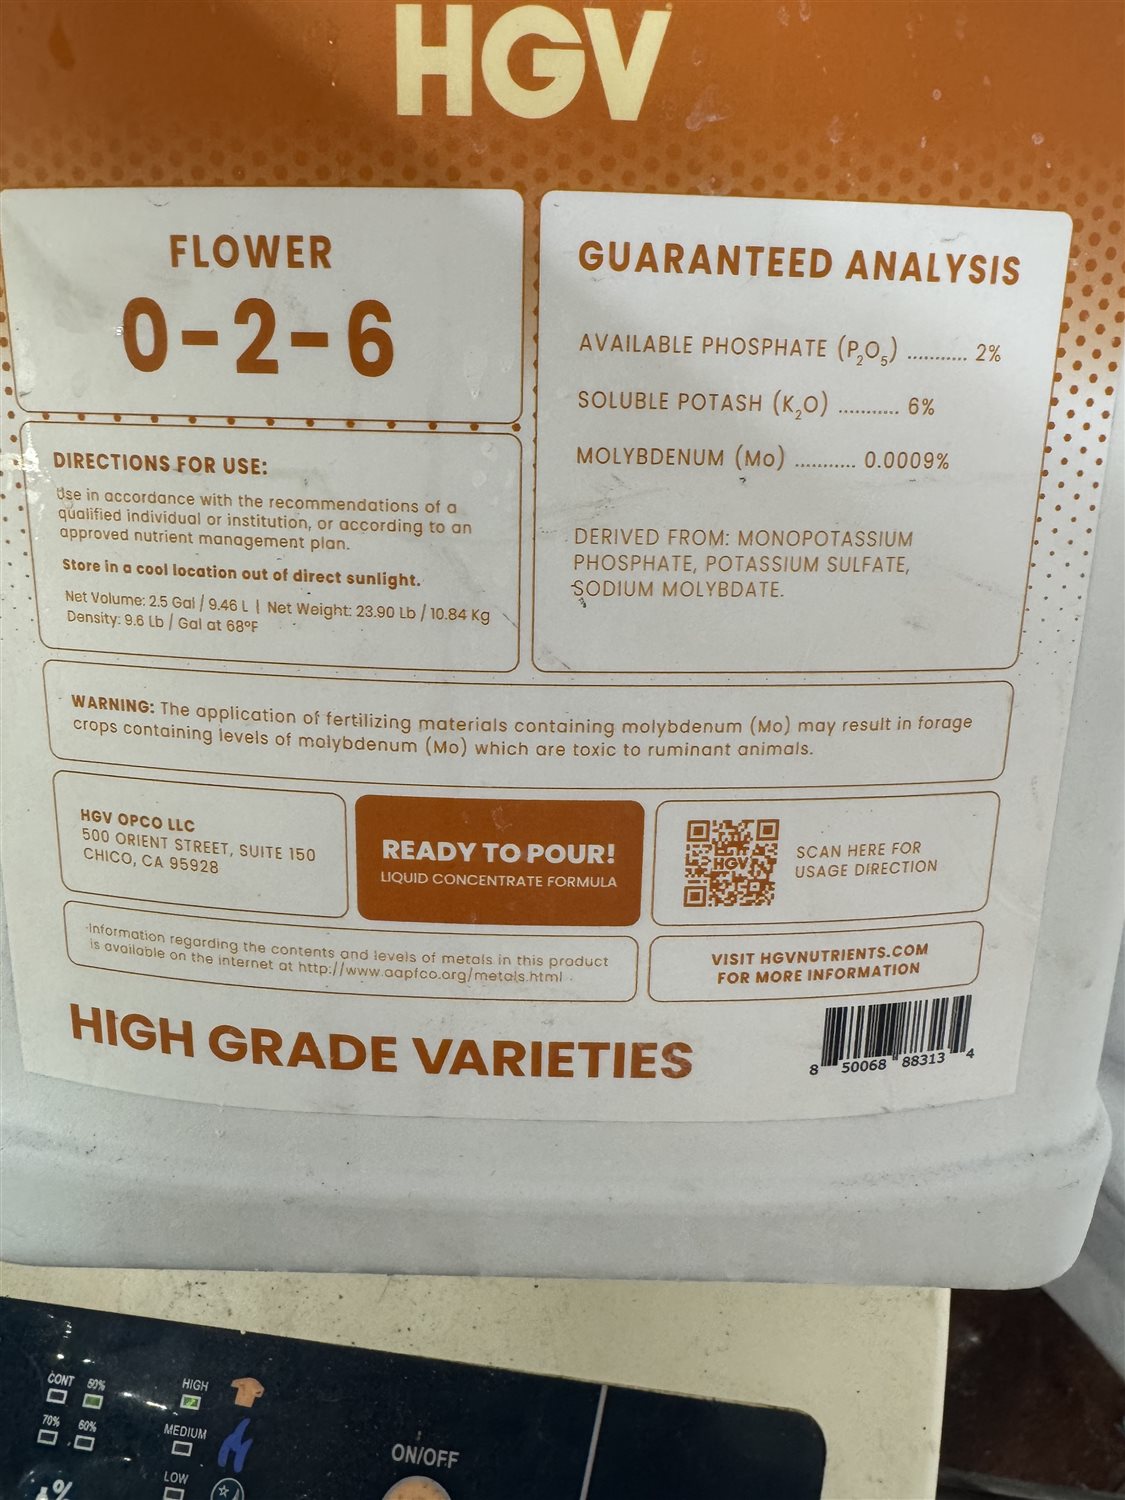 HGV
FLOWER
0-2-6
DIRECTIONS FOR USE:
Use in accordance with the recommendations of a
qualified individual or institution, or according to an
approved nutrient management plan.
Store in a cool location out of direct sunlight.
Net Volume: 2.5 Gal / 9.46 L | Net Weight: 23.90 Lb / 10.84 Kg
Density: 9.6 Lb / Gal at 68°F
GUARANTEED ANALYSIS
AVAILABLE PHOSPHATE (P₂O₅) ........... 2%
SOLUBLE POTASH (K₂O) ........... 6%
MOLYBDENUM (Mo) ........... 0.0009%
DERIVED FROM: MONOPOTASSIUM
PHOSPHATE, POTASSIUM SULFATE,
SODIUM MOLYBDATE.
WARNING: The application of fertilizing materials containing molybdenum (Mo) may result in forage
crops containing levels of molybdenum (Mo) which are toxic to ruminant animals.
HGV OPCO LLC
500 ORIENT STREET, SUITE 150
CHICO, CA 95928
READY TO POUR!
LIQUID CONCENTRATE FORMULA
HGV
SCAN HERE FOR
USAGE DIRECTION
Information regarding the contents and levels of metals in this product
is available on the internet at http://www.aapfco.org/metals.html
VISIT HGVNUTRIENTS.COM
FOR MORE INFORMATION
HIGH GRADE VARIETIES
8 50068 88313 4
CONT 50%
70% 60%
%
HIGH
MEDIUM
LOW
ON/OFF